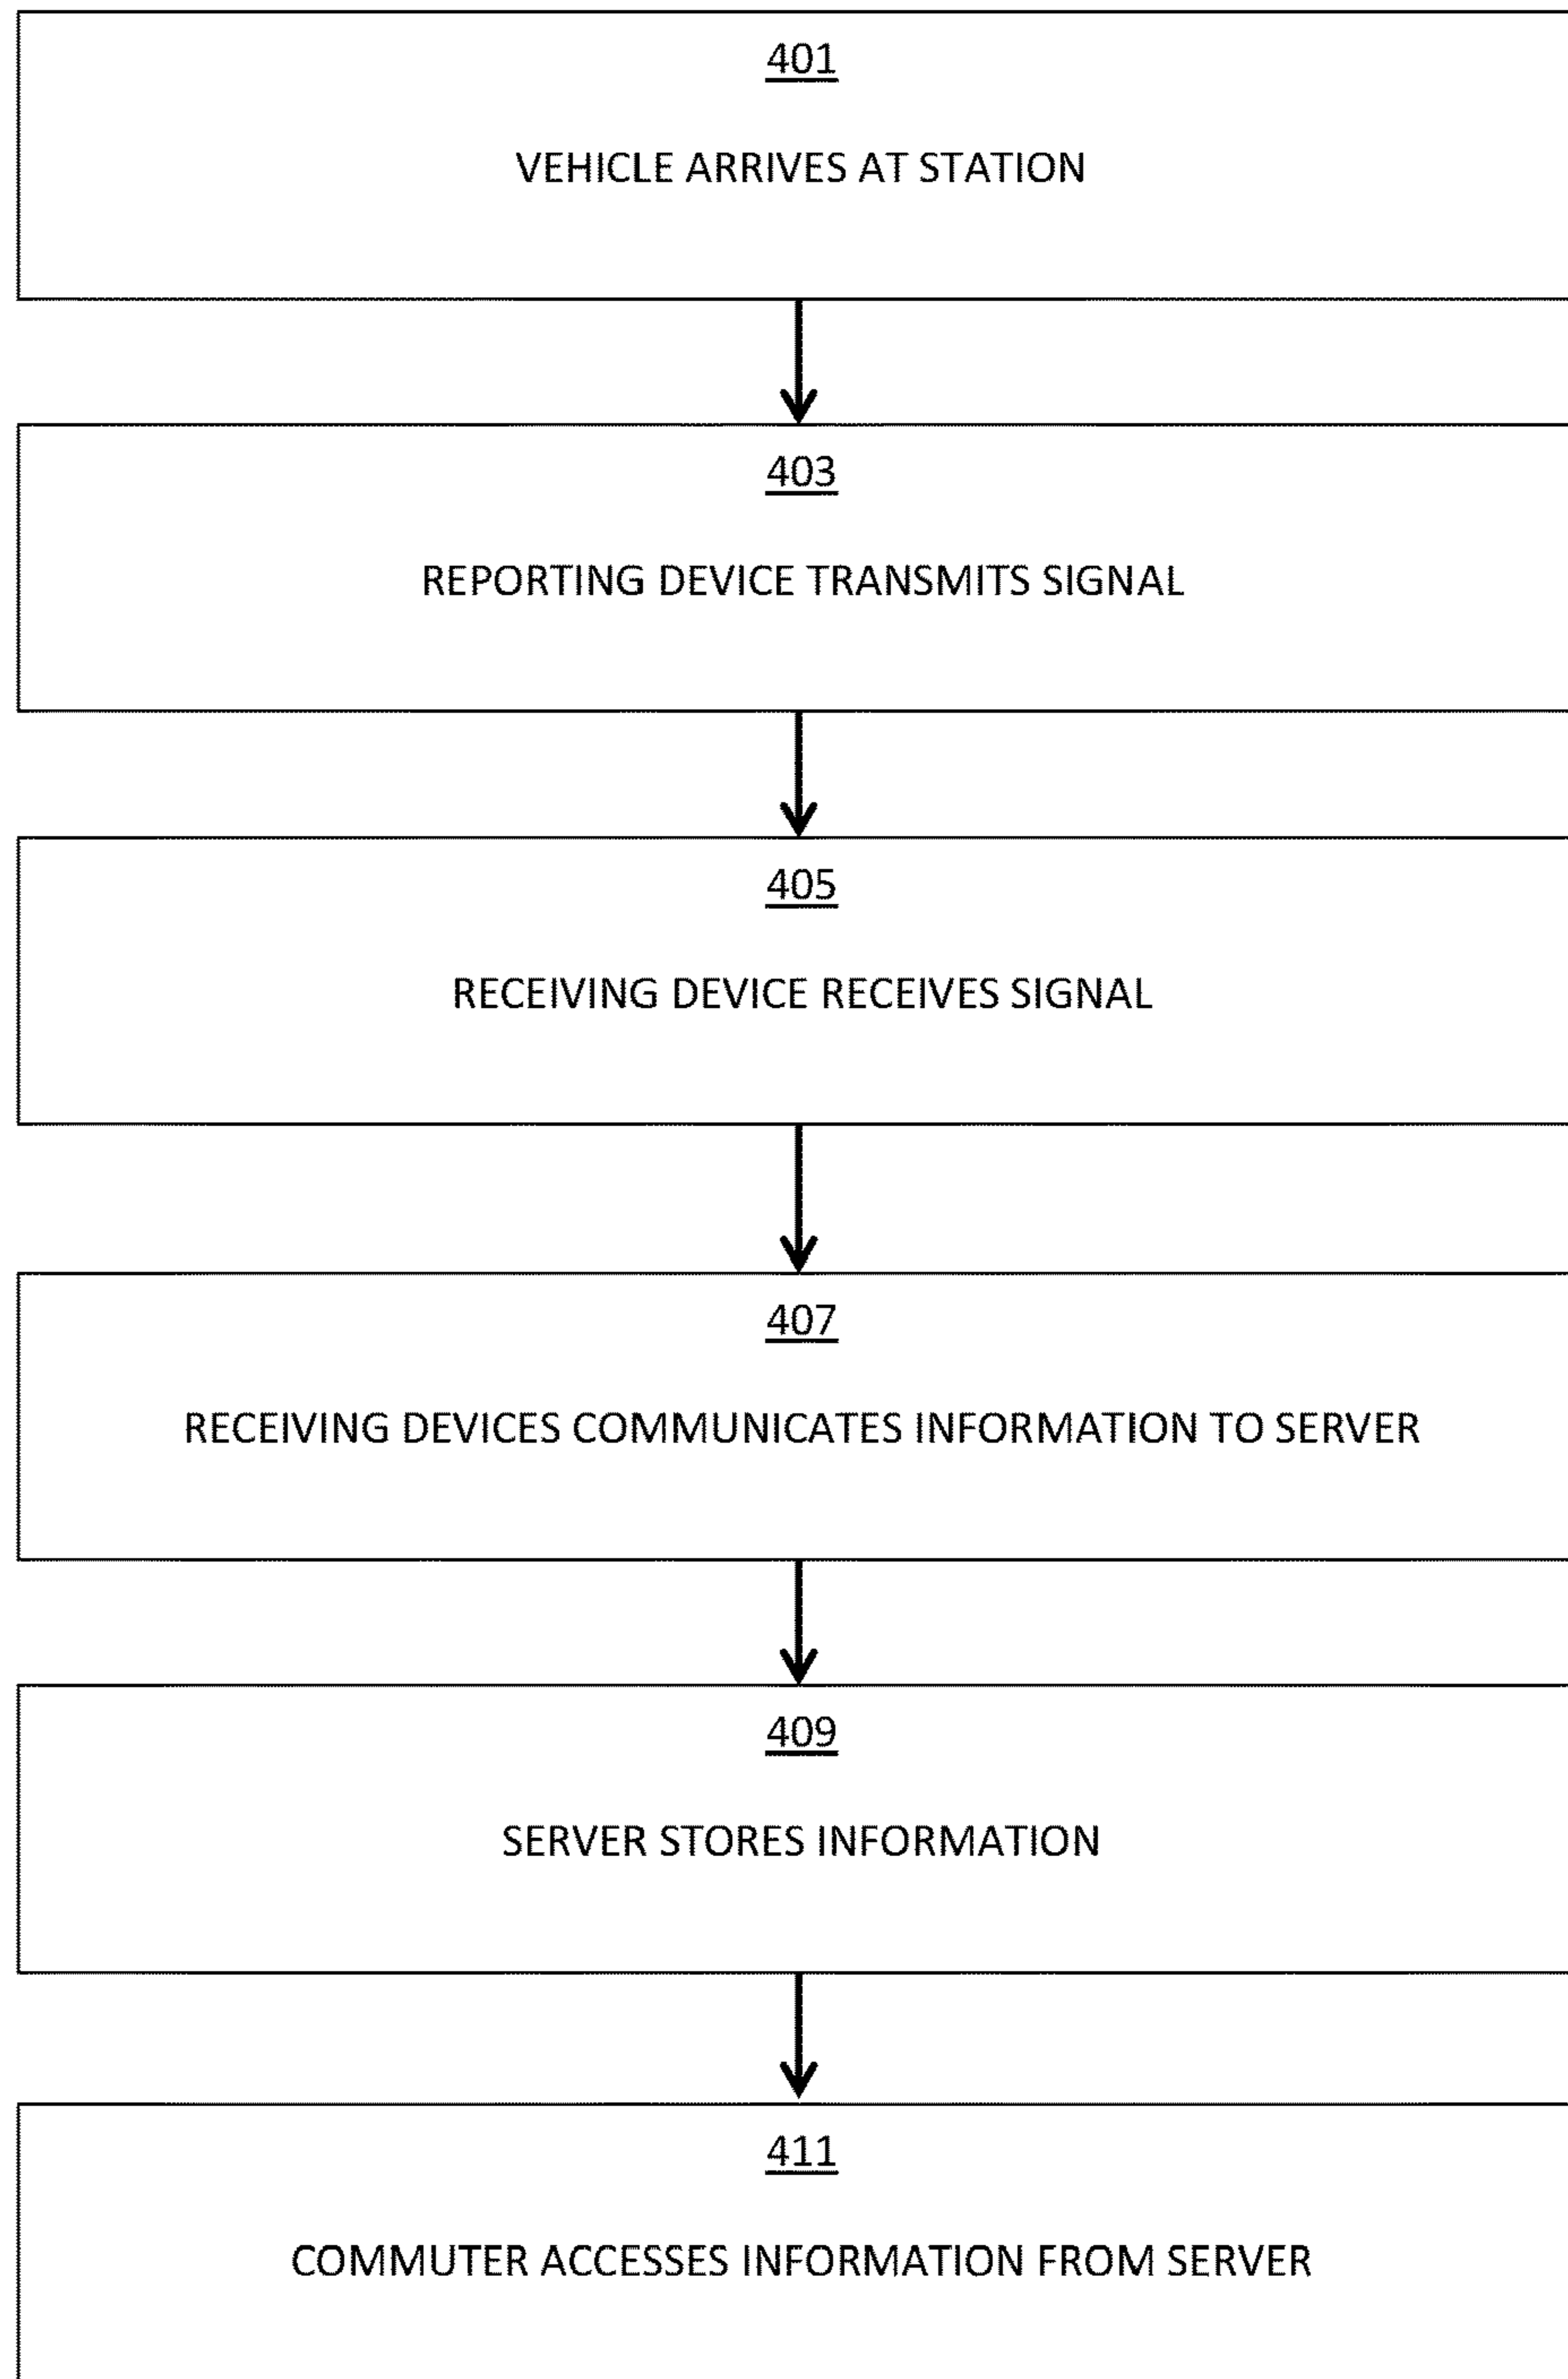 401
VEHICLE ARRIVES AT STATION
403
REPORTING DEVICE TRANSMITS SIGNAL
405
RECEIVING DEVICE RECEIVES SIGNAL
407
RECEIVING DEVICES COMMUNICATES INFORMATION TO SERVER
409
SERVER STORES INFORMATION
411
COMMUTER ACCESSES INFORMATION FROM SERVER